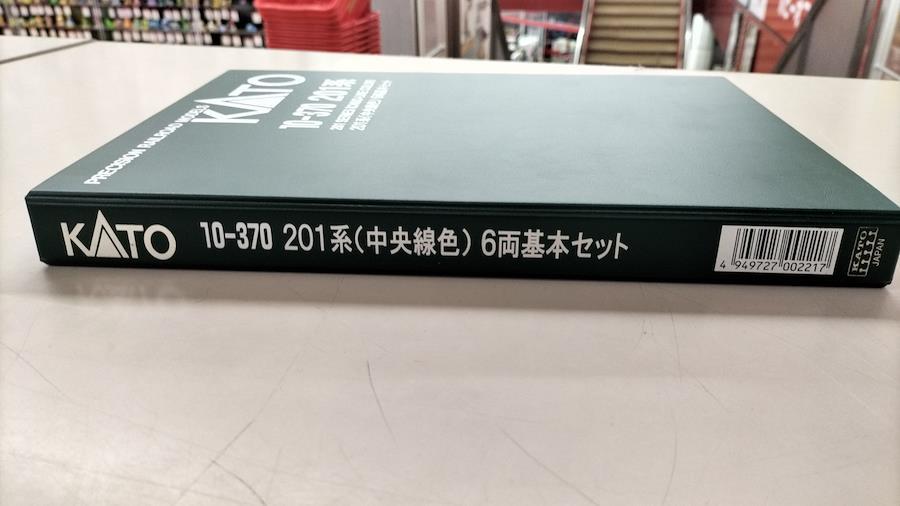 KATO
PRECISION RAILROAD MODELS
10-370 201系
KATO
10-370 201系(中央線色) 6両基本セット
4 949727 002217
KATO
JAPAN